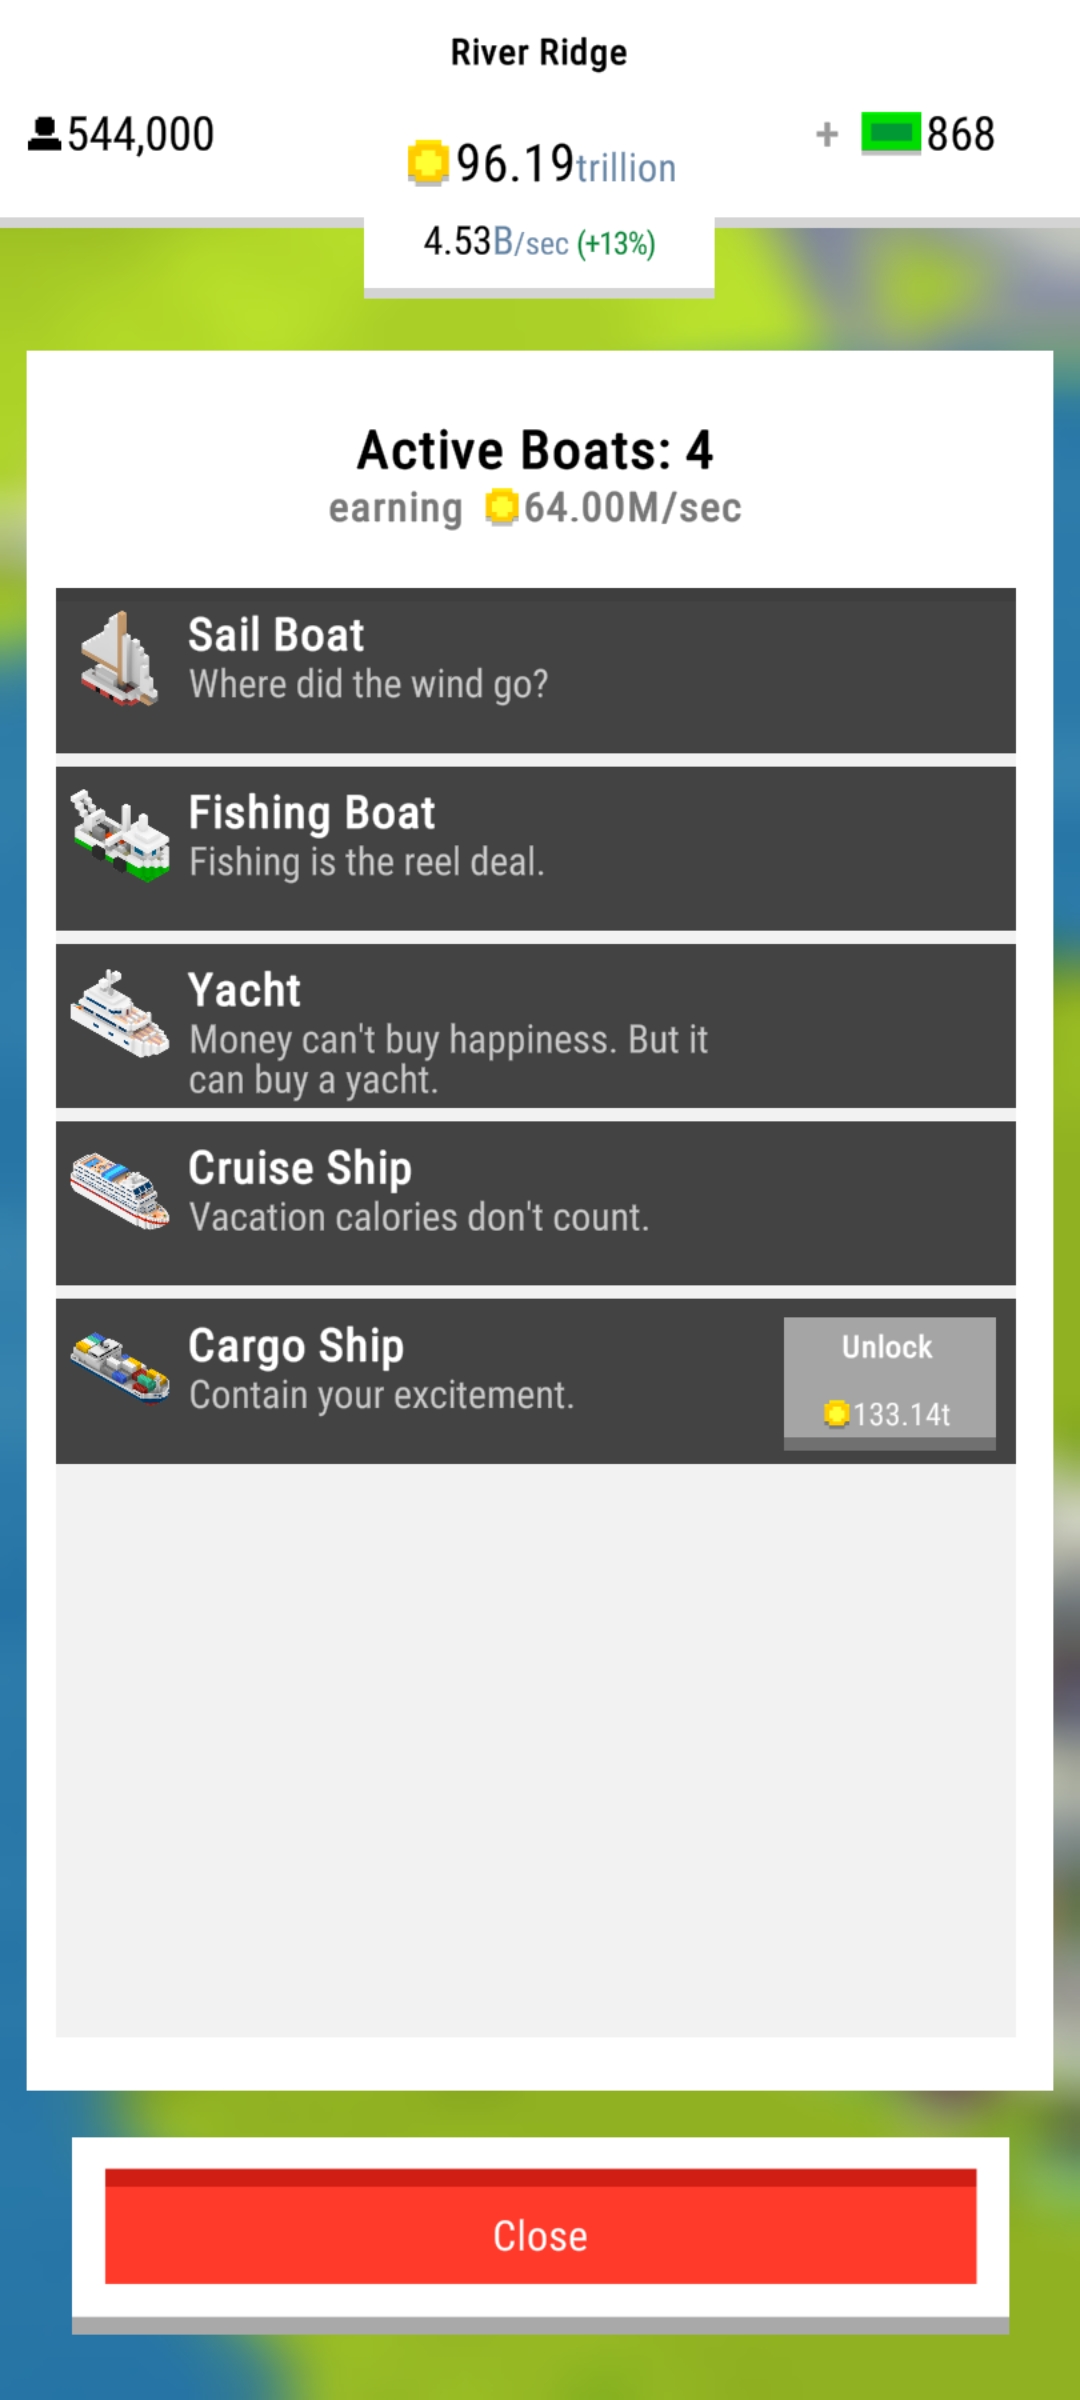 River Ridge
544,000
96.19trillion
+ 868
4.53B/sec (+13%)
Active Boats: 4
earning 64.00M/sec
Sail Boat
Where did the wind go?
Fishing Boat
Fishing is the reel deal.
Yacht
Money can't buy happiness. But it
can buy a yacht.
Cruise Ship
Vacation calories don't count.
Cargo Ship
Contain your excitement.
Unlock
133.14t
Close